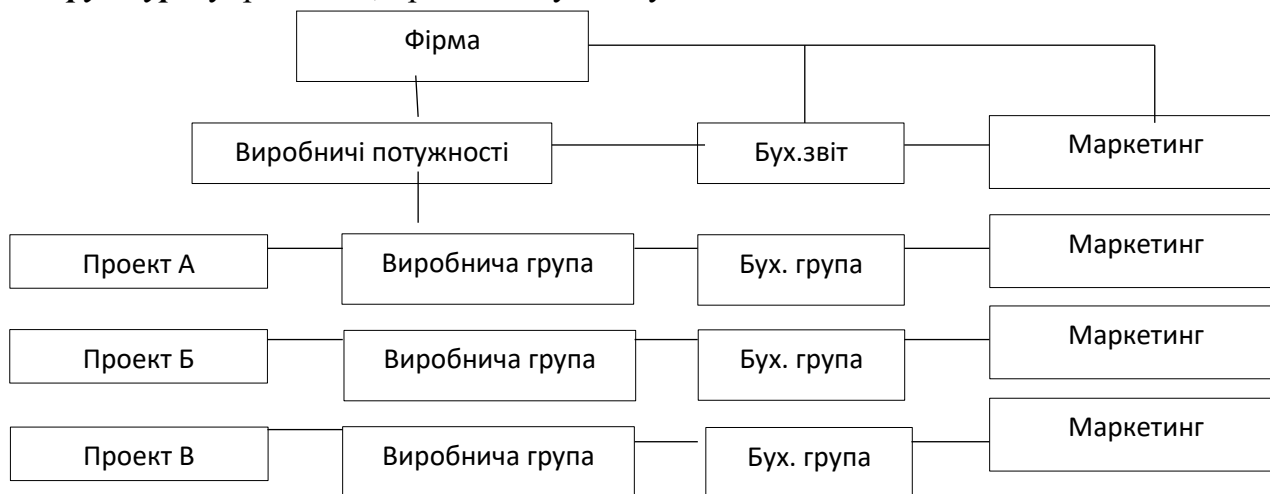 Фірма
Виробничі потужності
Бух.звіт
Маркетинг
Проект А
Виробнича група
Бух. група
Маркетинг
Проект Б
Виробнича група
Бух. група
Маркетинг
Проект В
Виробнича група
Бух. група
Маркетинг